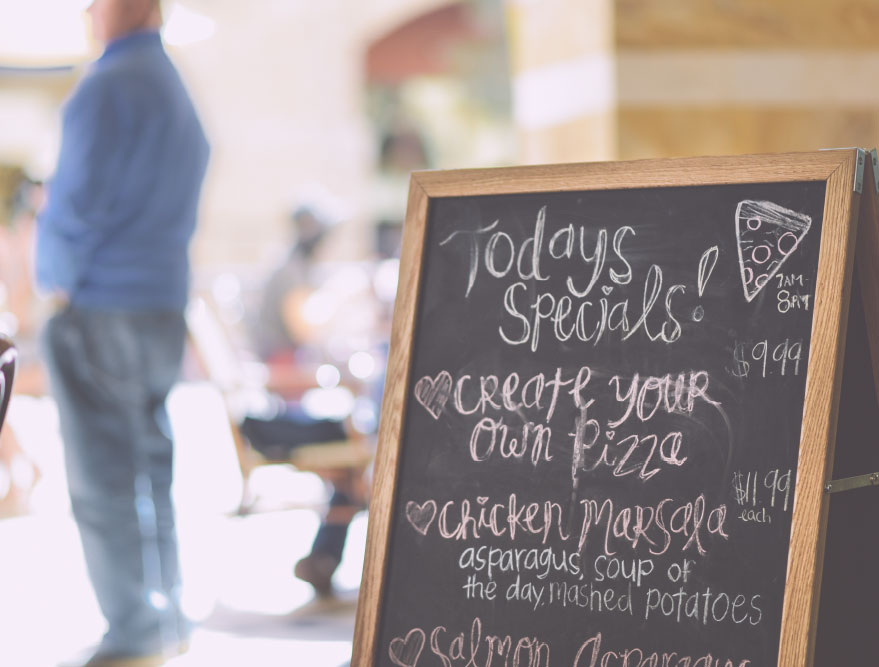 Todays
Specials!
7AM-
8PM
$9.99
Create Your
Own Pizza
$11.99
each
Chicken Marsala
asparagus, soup of
the day, mashed potatoes
Salmon Asparagus